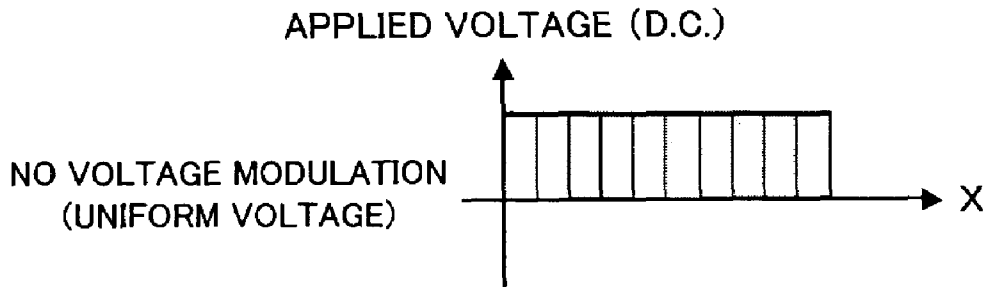 APPLIED VOLTAGE (D.C.)
NO VOLTAGE MODULATION
(UNIFORM VOLTAGE)
X